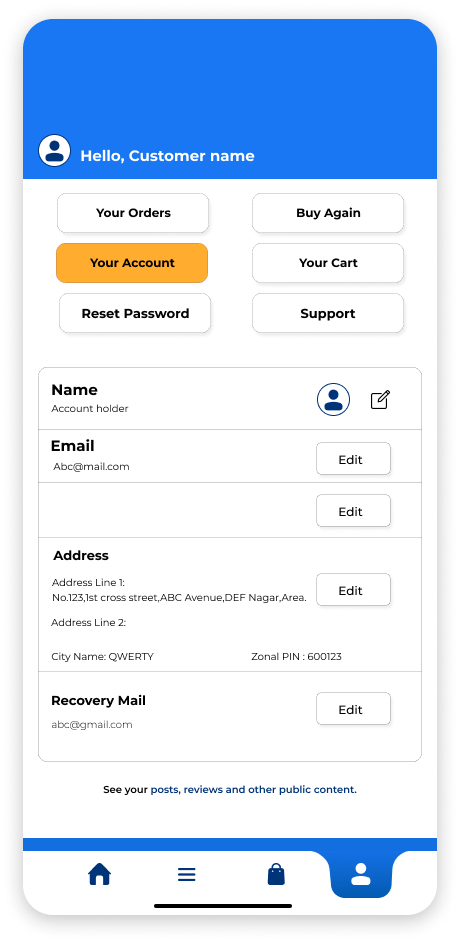 Hello, Customer name
Your Orders
Buy Again
Your Account
Your Cart
Reset Password
Support
Name
Account holder
Email
Abc@mail.com
Edit
Edit
Address
Address Line 1:
No.123,1st cross street,ABC Avenue,DEF Nagar,Area.
Edit
Address Line 2:
City Name: QWERTY
Zonal PIN : 600123
Recovery Mail
abc@gmail.com
Edit
See your posts, reviews and other public content.